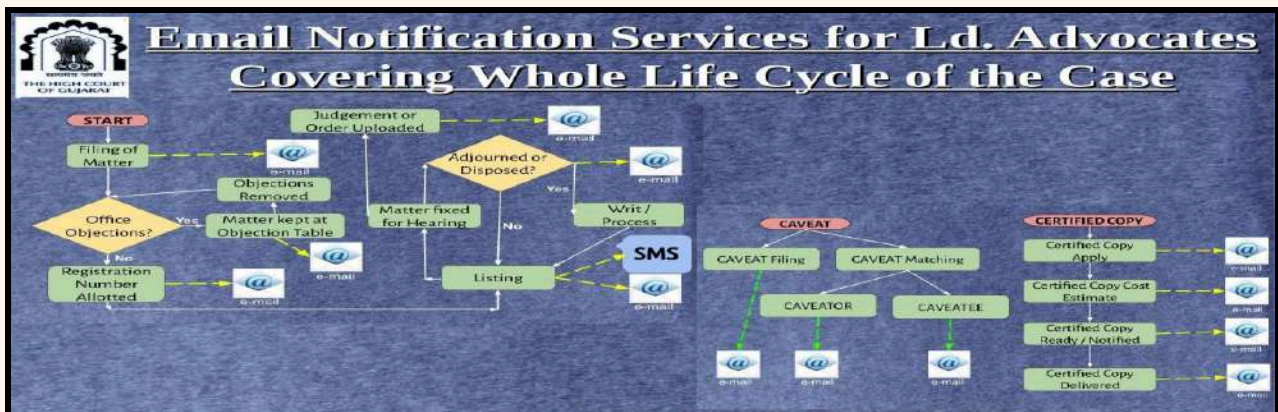 Email Notification Services for Ld. Advocates
Covering Whole Life Cycle of the Case
सत्यमेव जयते
THE HIGH COURT
OF GUJARAT
START
Filing of
Matter
e-mail
Office
Objections?
Yes
Matter kept at
Objection Table
e-mail
Objections
Removed
No
Registration
Number
Allotted
e-mail
Judgement or
Order Uploaded
e-mail
Matter fixed
for Hearing
Adjourned or
Disposed?
e-mail
Yes
Writ /
Process
No
Listing
SMS
e-mail
CAVEAT
CAVEAT Filing
CAVEAT Matching
CAVEATOR
CAVEATEE
e-mail
e-mail
e-mail
CERTIFIED COPY
Certified Copy
Apply
e-mail
Certified Copy Cost
Estimate
e-mail
Certified Copy
Ready / Notified
e-mail
Certified Copy
Delivered
e-mail